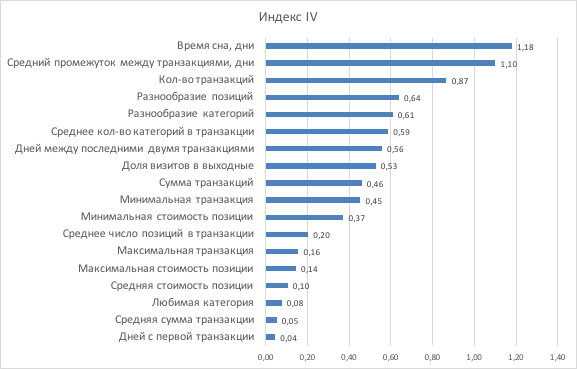 Индекс IV
Время сна, дни 1,18
Средний промежуток между транзакциями, дни 1,10
Кол-во транзакций 0,87
Разнообразие позиций 0,64
Разнообразие категорий 0,61
Среднее кол-во категорий в транзакции 0,59
Дней между последними двумя транзакциями 0,56
Доля визитов в выходные 0,53
Сумма транзакций 0,46
Минимальная транзакция 0,45
Минимальная стоимость позиции 0,37
Среднее число позиций в транзакции 0,20
Максимальная транзакция 0,16
Максимальная стоимость позиции 0,14
Средняя стоимость позиции 0,10
Любимая категория 0,08
Средняя сумма транзакции 0,05
Дней с первой транзакции 0,04
0,00 0,20 0,40 0,60 0,80 1,00 1,20 1,40